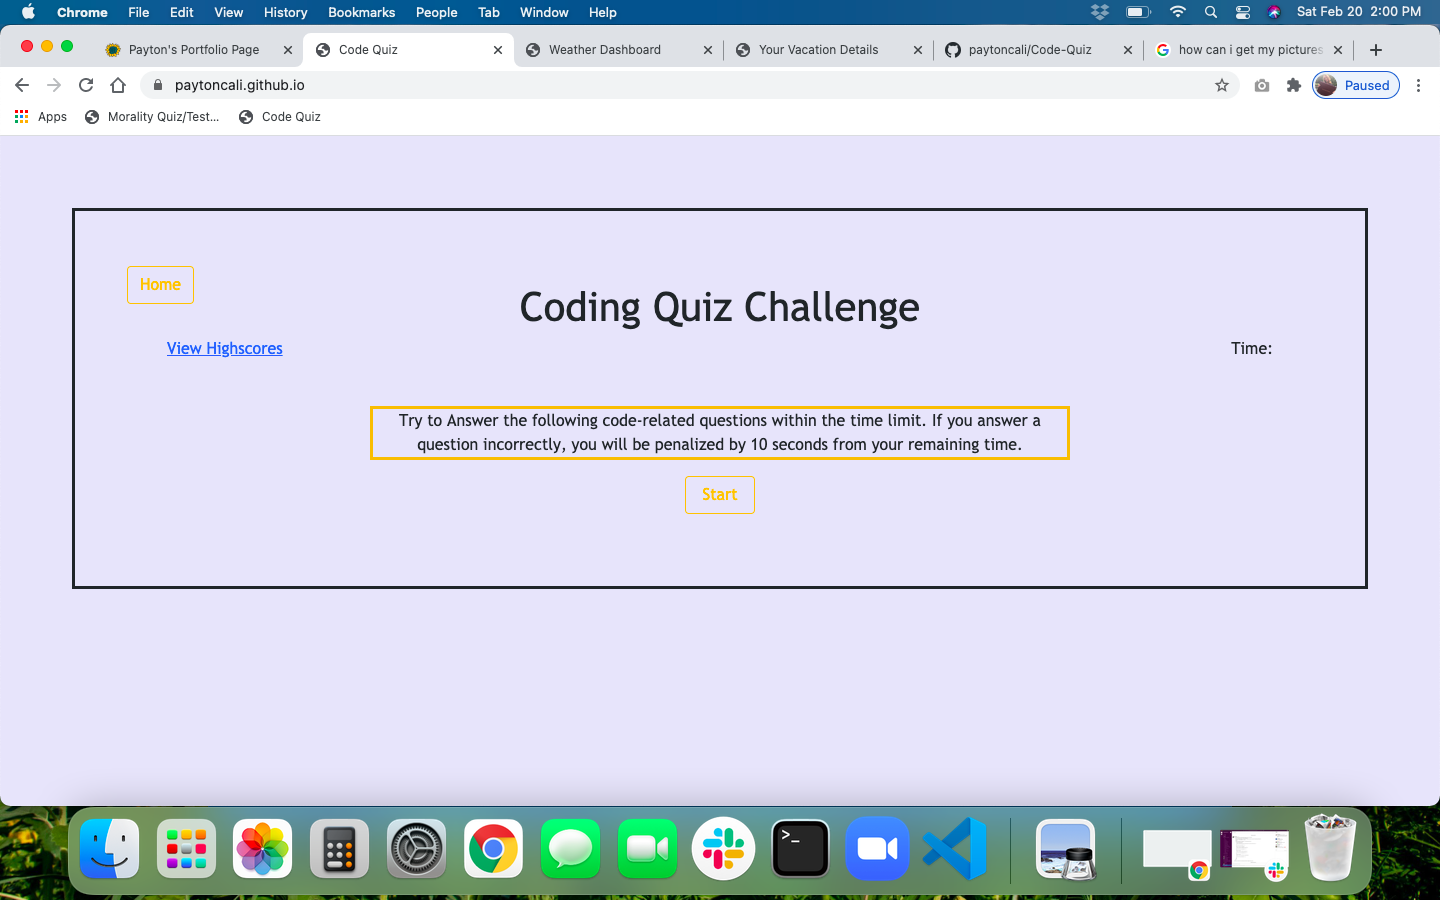 Chrome File Edit View History Bookmarks People Tab Window Help Sat Feb 20 2:00 PM
Payton's Portfolio Page Code Quiz Weather Dashboard Your Vacation Details paytoncali/Code-Quiz how can i get my pictures
paytoncali.github.io Paused
Apps Morality Quiz/Test... Code Quiz
Home
Coding Quiz Challenge
View Highscores Time:
Try to Answer the following code-related questions within the time limit. If you answer a
question incorrectly, you will be penalized by 10 seconds from your remaining time.
Start